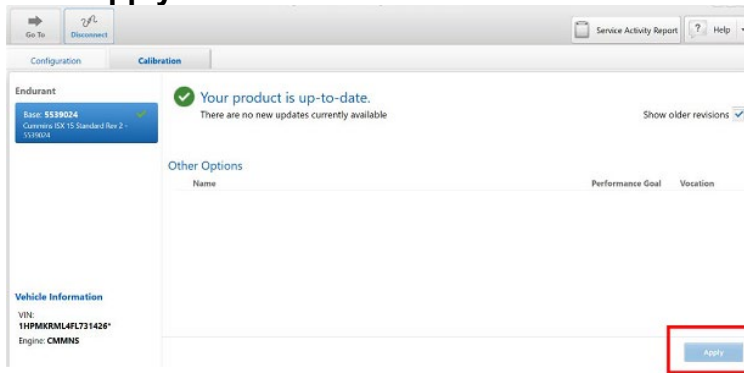 Go To
Disconnect
Service Activity Report
? Help
Configuration
Calibration
Endurant
Base: 5539024
Cummins ISX 15 Standard Rev 2 -
5539024
Your product is up-to-date.
There are no new updates currently available
Show older revisions
Other Options
Name
Performance Goal
Vocation
Vehicle Information
VIN:
1HPMKRML4FL731426*
Engine: CMMNS
Apply